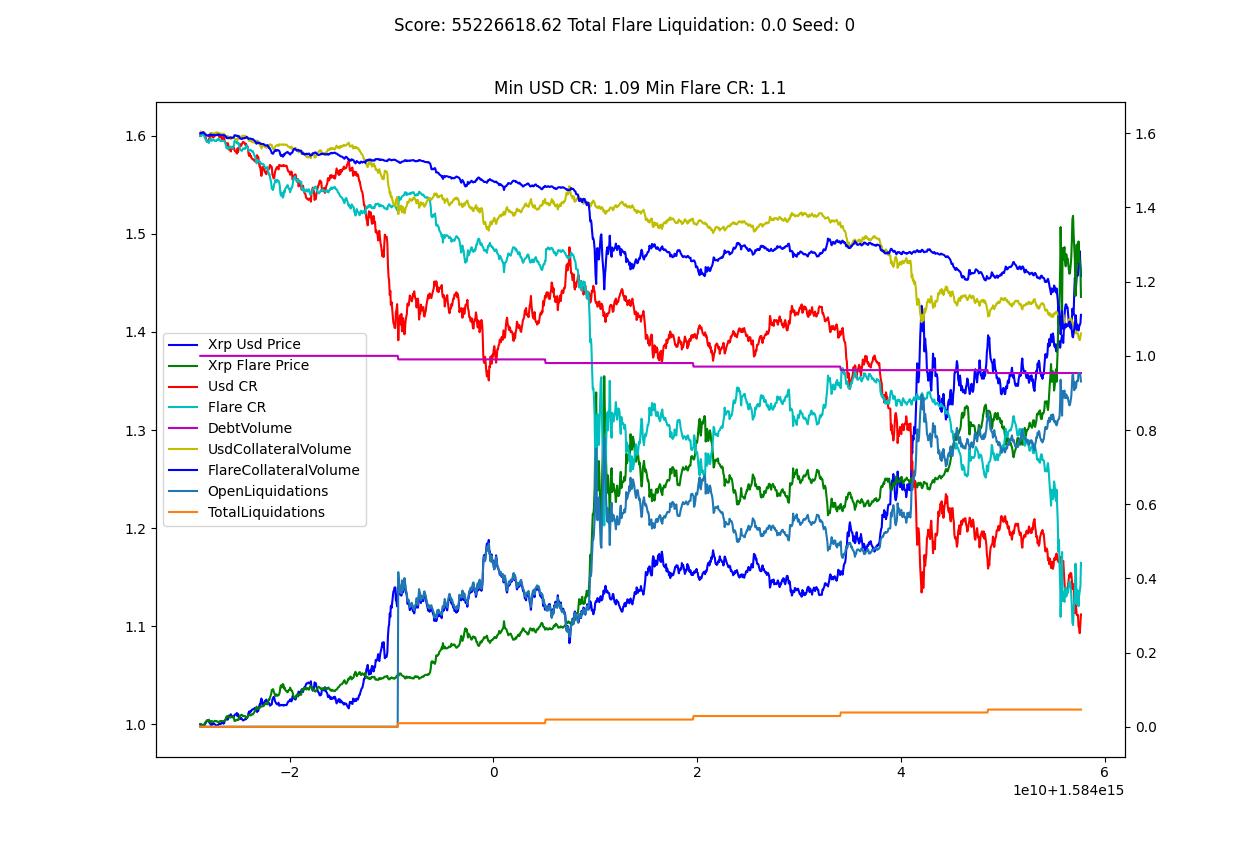 Score: 55226618.62 Total Flare Liquidation: 0.0 Seed: 0
Min USD CR: 1.09 Min Flare CR: 1.1
1.6
1.5
1.4
1.3
1.2
1.1
1.0
Xrp Usd Price
Xrp Flare Price
Usd CR
Flare CR
DebtVolume
UsdCollateralVolume
FlareCollateralVolume
OpenLiquidations
TotalLiquidations
1.6
1.4
1.2
1.0
0.8
0.6
0.4
0.2
0.0
−2 0 2 4 6
1e10+1.584e15